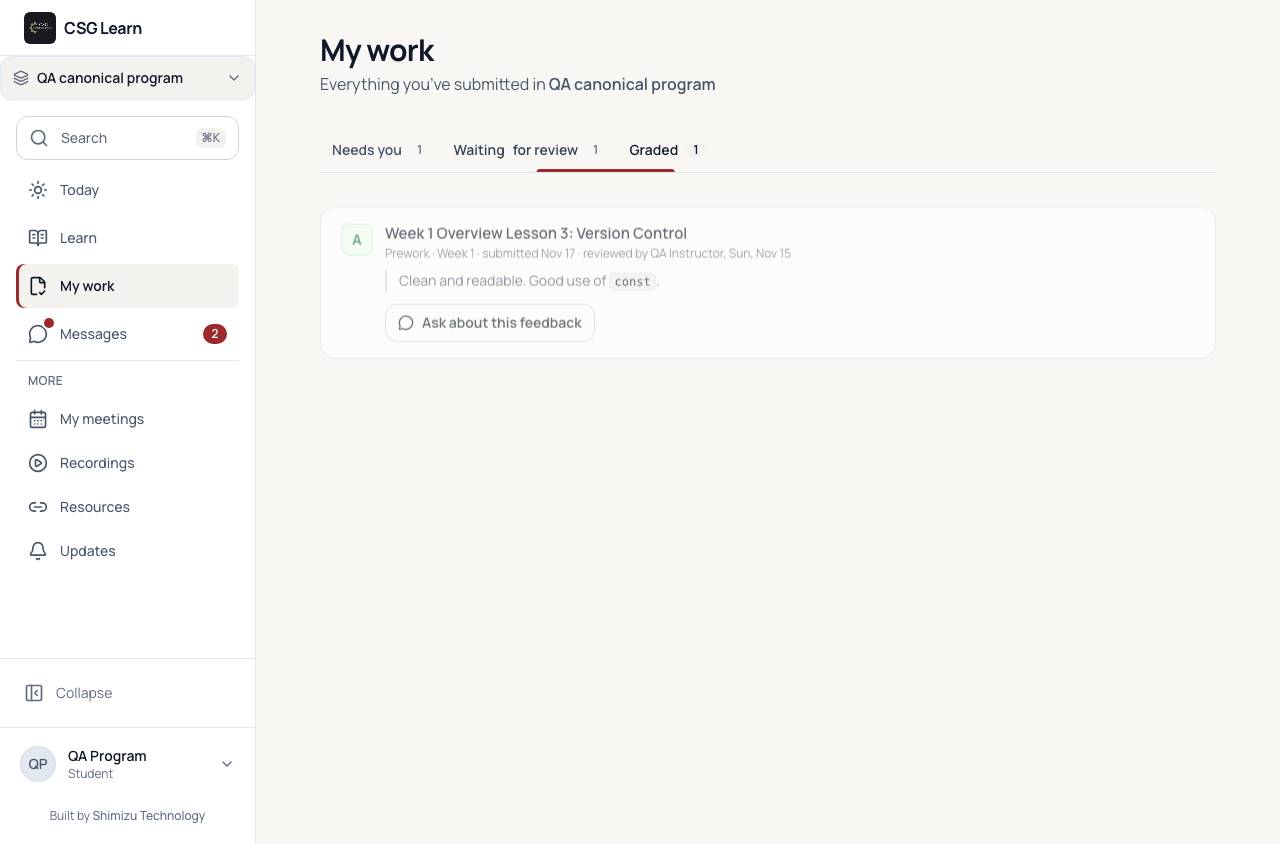 CSG Learn
QA canonical program
Search ⌘K
Today
Learn
My work
Messages 2
MORE
My meetings
Recordings
Resources
Updates
Collapse
QP
QA Program
Student
Built by Shimizu Technology
My work
Everything you've submitted in QA canonical program
Needs you 1 Waiting for review 1 Graded 1
A
Week 1 Overview Lesson 3: Version Control
Prework · Week 1 · submitted Nov 17 · reviewed by QA Instructor, Sun, Nov 15
Clean and readable. Good use of const.
Ask about this feedback